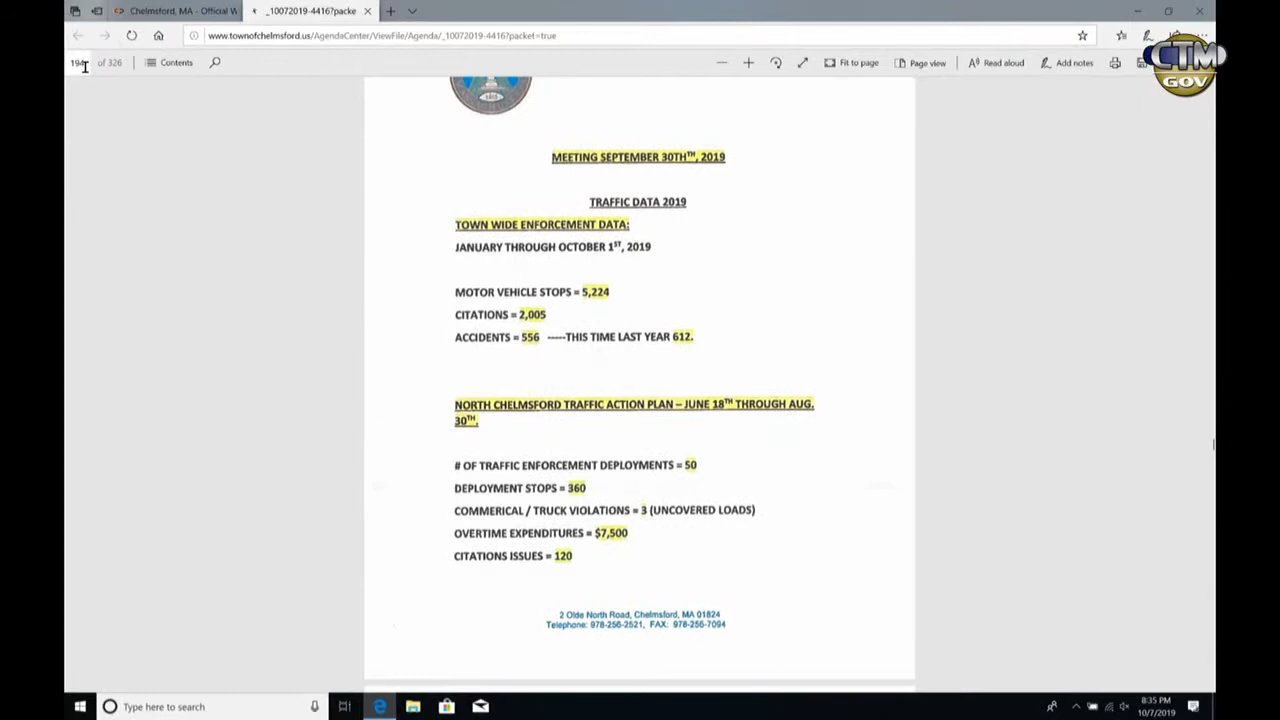 Chelmsford, MA - Official W
_10072019-4416?packe
www.townofchelmsford.us/AgendaCenter/ViewFile/Agenda/_10072019-4416?packet=true
194 of 326
Contents
Fit to page
Page view
Read aloud
Add notes
CTM
GOV
MEETING SEPTEMBER 30THTH, 2019
TRAFFIC DATA 2019
TOWN WIDE ENFORCEMENT DATA:
JANUARY THROUGH OCTOBER 1ST, 2019
MOTOR VEHICLE STOPS = 5,224
CITATIONS = 2,005
ACCIDENTS = 556 -----THIS TIME LAST YEAR 612.
NORTH CHELMSFORD TRAFFIC ACTION PLAN – JUNE 18TH THROUGH AUG.
30TH.
# OF TRAFFIC ENFORCEMENT DEPLOYMENTS = 50
DEPLOYMENT STOPS = 360
COMMERICAL / TRUCK VIOLATIONS = 3 (UNCOVERED LOADS)
OVERTIME EXPENDITURES = $7,500
CITATIONS ISSUES = 120
2 Olde North Road, Chelmsford, MA 01824
Telephone: 978-256-2521, FAX: 978-256-7094
Type here to search
8:35 PM
10/7/2019